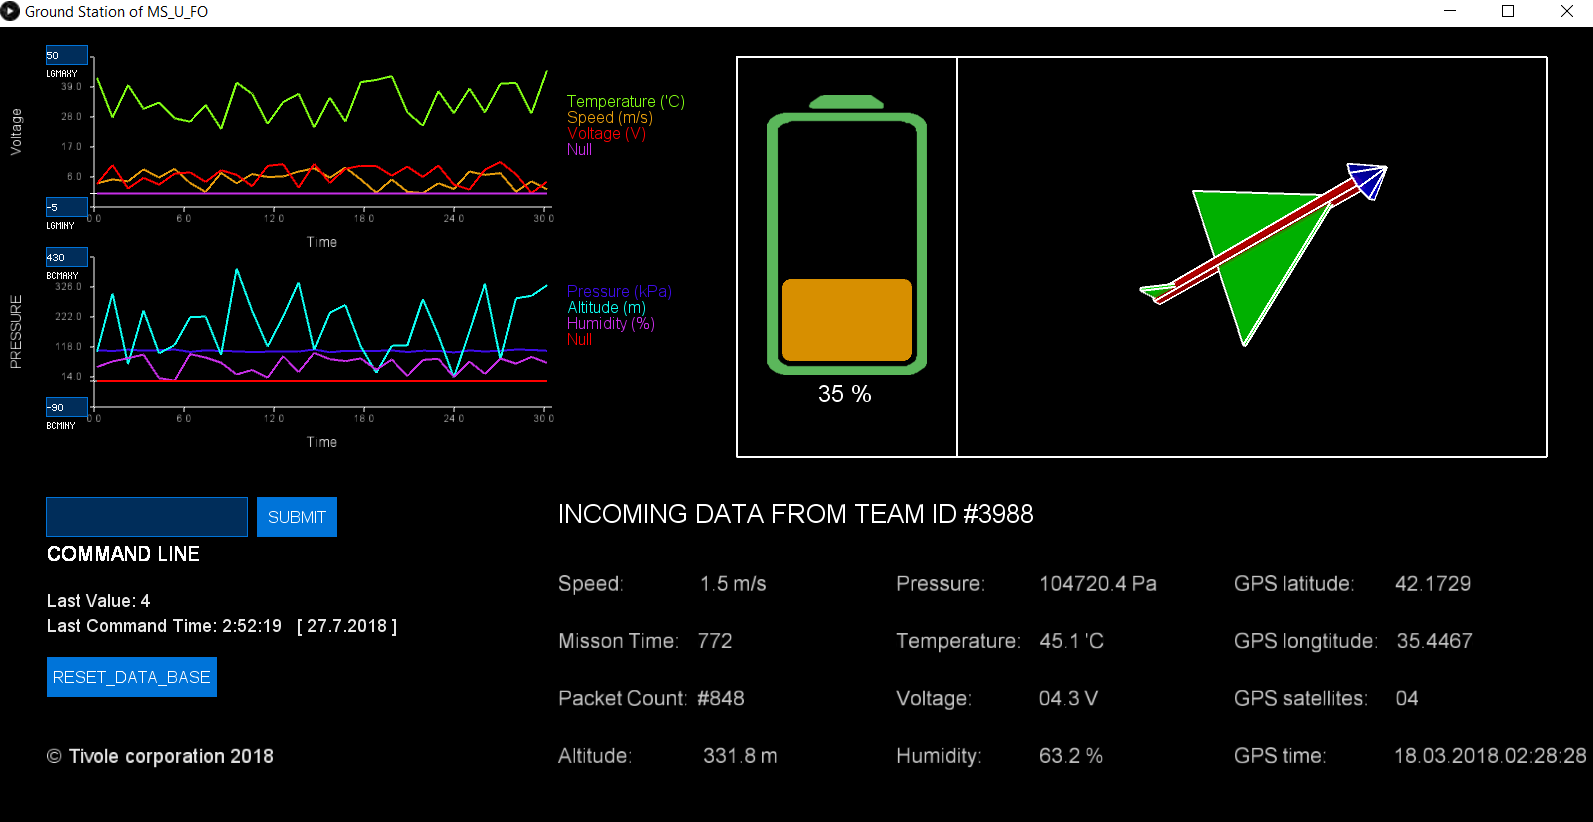 Ground Station of MS_U_FO
50
LGMAXY
39.0
28.0
17.0
6.0
-5
LGMINY
Voltage
0.0 6.0 12.0 18.0 24.0 30.0
Time
Temperature ('C)
Speed (m/s)
Voltage (V)
Null
430
BCMAXY
326.0
222.0
118.0
14.0
-90
BCMINY
PRESSURE
0.0 6.0 12.0 18.0 24.0 30.0
Time
Pressure (kPa)
Altitude (m)
Humidity (%)
Null
35 %
SUBMIT
COMMAND LINE
Last Value: 4
Last Command Time: 2:52:19 [ 27.7.2018 ]
RESET_DATA_BASE
© Tivole corporation 2018
INCOMING DATA FROM TEAM ID #3988
Speed: 1.5 m/s Pressure: 104720.4 Pa GPS latitude: 42.1729
Misson Time: 772 Temperature: 45.1 'C GPS longtitude: 35.4467
Packet Count: #848 Voltage: 04.3 V GPS satellites: 04
Altitude: 331.8 m Humidity: 63.2 % GPS time: 18.03.2018.02:28:28